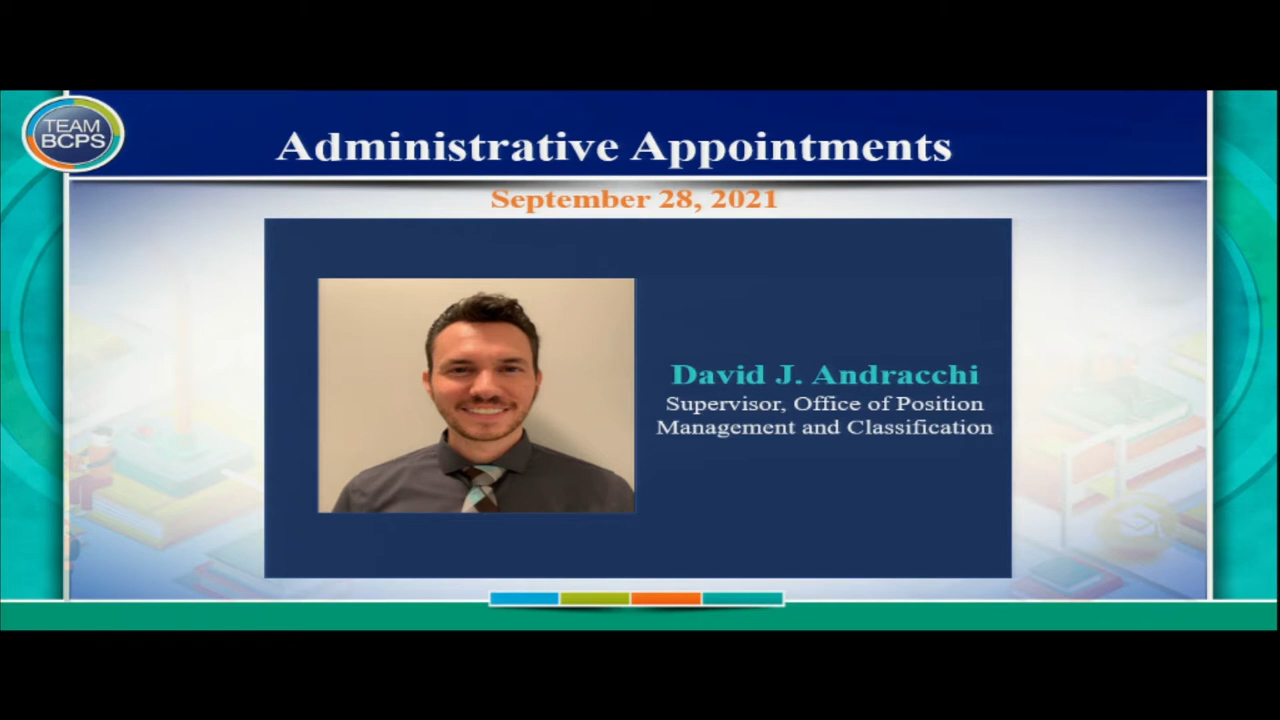 TEAM
BCPS
Administrative Appointments
September 28, 2021
David J. Andracchi
Supervisor, Office of Position
Management and Classification